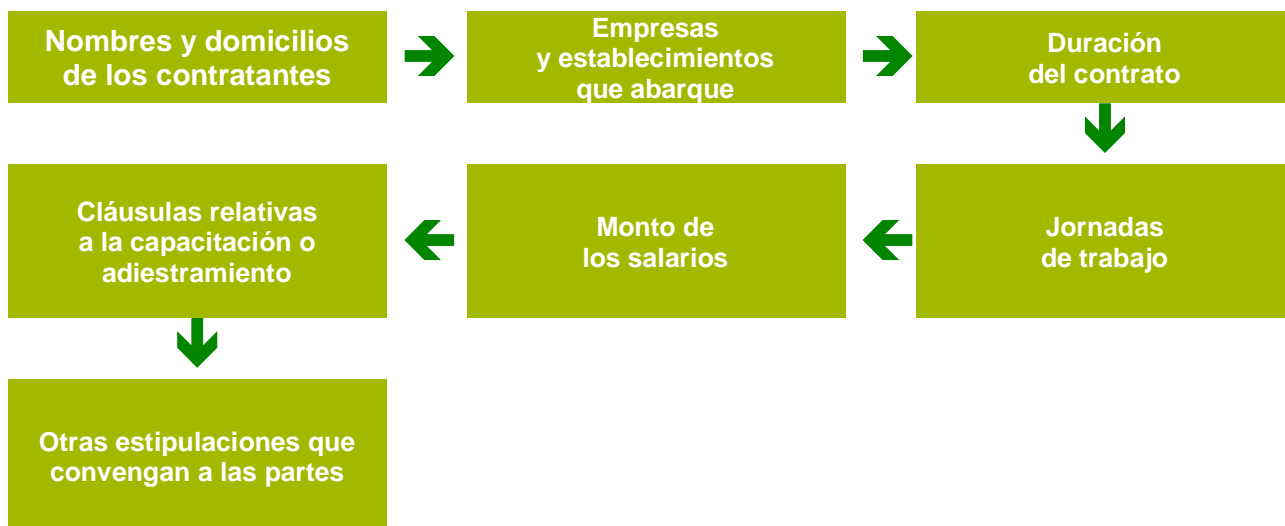 Nombres y domicilios
de los contratantes
Empresas
y establecimientos
que abarque
Duración
del contrato
Jornadas
de trabajo
Monto de
los salarios
Cláusulas relativas
a la capacitación o
adiestramiento
Otras estipulaciones que
convengan a las partes